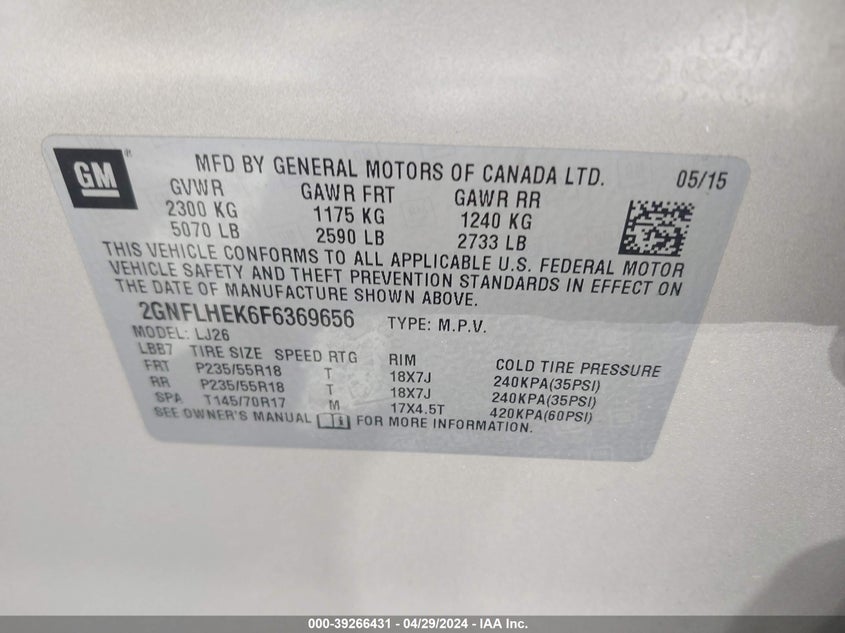 GM
MFD BY GENERAL MOTORS OF CANADA LTD. 05/15
GVWR GAWR FRT GAWR RR
2300 KG 1175 KG 1240 KG
5070 LB 2590 LB 2733 LB
THIS VEHICLE CONFORMS TO ALL APPLICABLE U.S. FEDERAL MOTOR
VEHICLE SAFETY AND THEFT PREVENTION STANDARDS IN EFFECT ON
THE DATE OF MANUFACTURE SHOWN ABOVE.
2GNFLHEK6F6369656 TYPE: M.P.V.
MODEL: LJ26
LBB7 TIRE SIZE SPEED RTG RIM COLD TIRE PRESSURE
FRT P235/55R18 T 18X7J 240KPA(35PSI)
RR P235/55R18 T 18X7J 240KPA(35PSI)
SPA T145/70R17 M 17X4.5T 420KPA(60PSI)
SEE OWNER'S MANUAL FOR MORE INFORMATION.
000-39266431 - 04/29/2024 - IAA Inc.